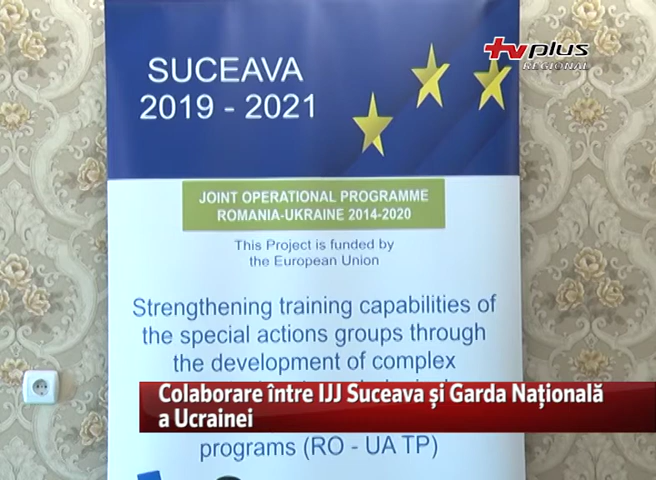 tvplus
REGIONAL
SUCEAVA
2019 - 2021
JOINT OPERATIONAL PROGRAMME
ROMANIA-UKRAINE 2014-2020
This Project is funded by
the European Union
Strengthening training capabilities of
the special actions groups through
the development of complex
Colaborare între IJJ Suceava și Garda Națională
a Ucrainei
programs (RO - UA TP)